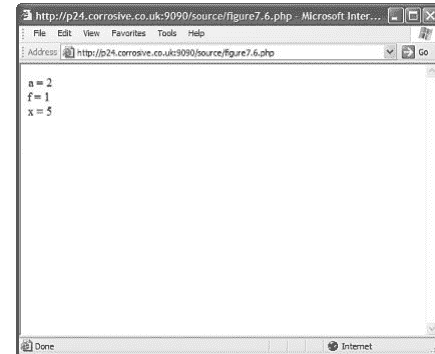 http://p24.corrosive.co.uk:9090/source/figure7.6.php - Microsoft Inter...
File Edit View Favorites Tools Help
Address http://p24.corrosive.co.uk:9090/source/figure7.6.php Go
a = 2
f = 1
x = 5
Done Internet